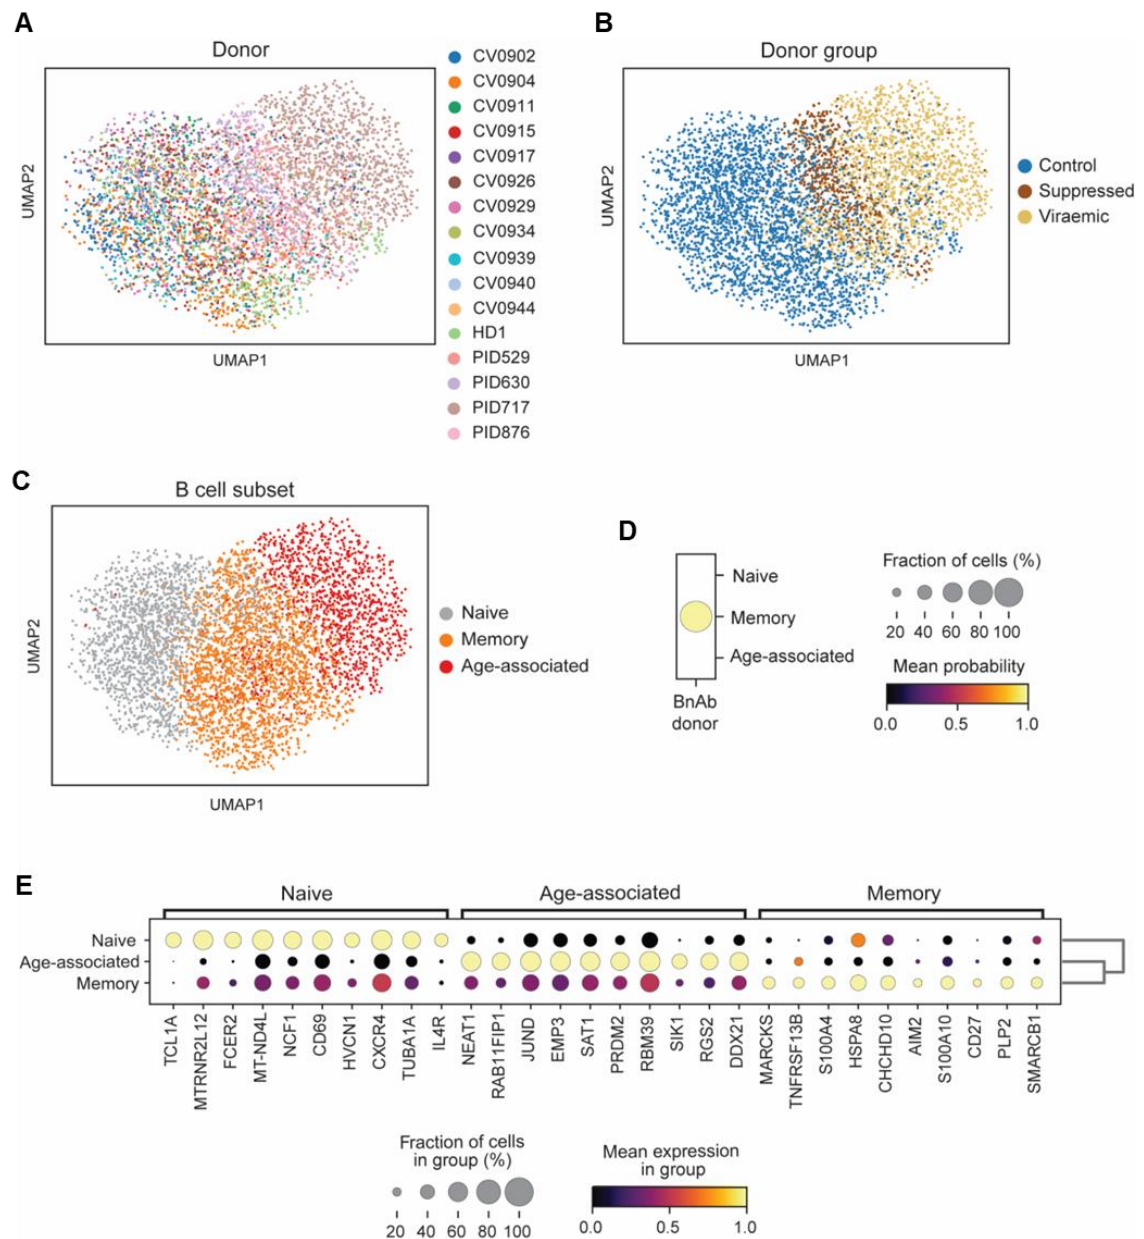 A
Donor
UMAP2
UMAP1
CV0902
CV0904
CV0911
CV0915
CV0917
CV0926
CV0929
CV0934
CV0939
CV0940
CV0944
HD1
PID529
PID630
PID717
PID876
B
Donor group
UMAP2
UMAP1
Control
Suppressed
Viraemic
C
B cell subset
UMAP2
UMAP1
Naive
Memory
Age-associated
D
Naive
Memory
Age-associated
BnAb
donor
Fraction of cells (%)
20 40 60 80 100
Mean probability
0.0 0.5 1.0
E
Naive Age-associated Memory
Naive
Age-associated
Memory
TCL1A
MTRNR2L12
FCER2
MT-ND4L
NCF1
CD69
HVCN1
CXCR4
TUBA1A
IL4R
NEAT1
RAB11FIP1
JUND
EMP3
SAT1
PRDM2
RBM39
SIK1
RGS2
DDX21
MARCKS
TNFRSF13B
S100A4
HSPA8
CHCHD10
AIM2
S100A10
CD27
PLP2
SMARCB1
Fraction of cells
in group (%)
20 40 60 80 100
Mean expression
in group
0.0 0.5 1.0